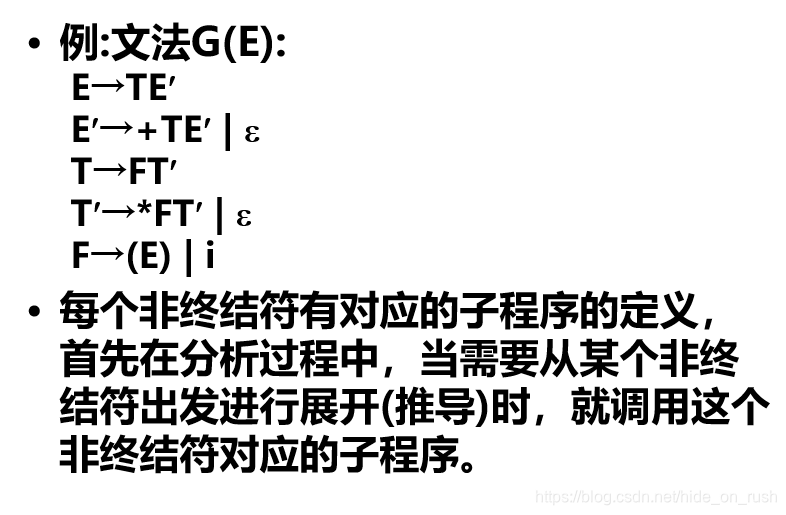 • 例:文法G(E):
E→TE′
E′→+TE′ | ε
T→FT′
T′→*FT′ | ε
F→(E) | i
• 每个非终结符有对应的子程序的定义，
首先在分析过程中，当需要从某个非终
结符出发进行展开(推导)时，就调用这个
非终结符对应的子程序。
https://blog.csdn.net/hide_on_rush